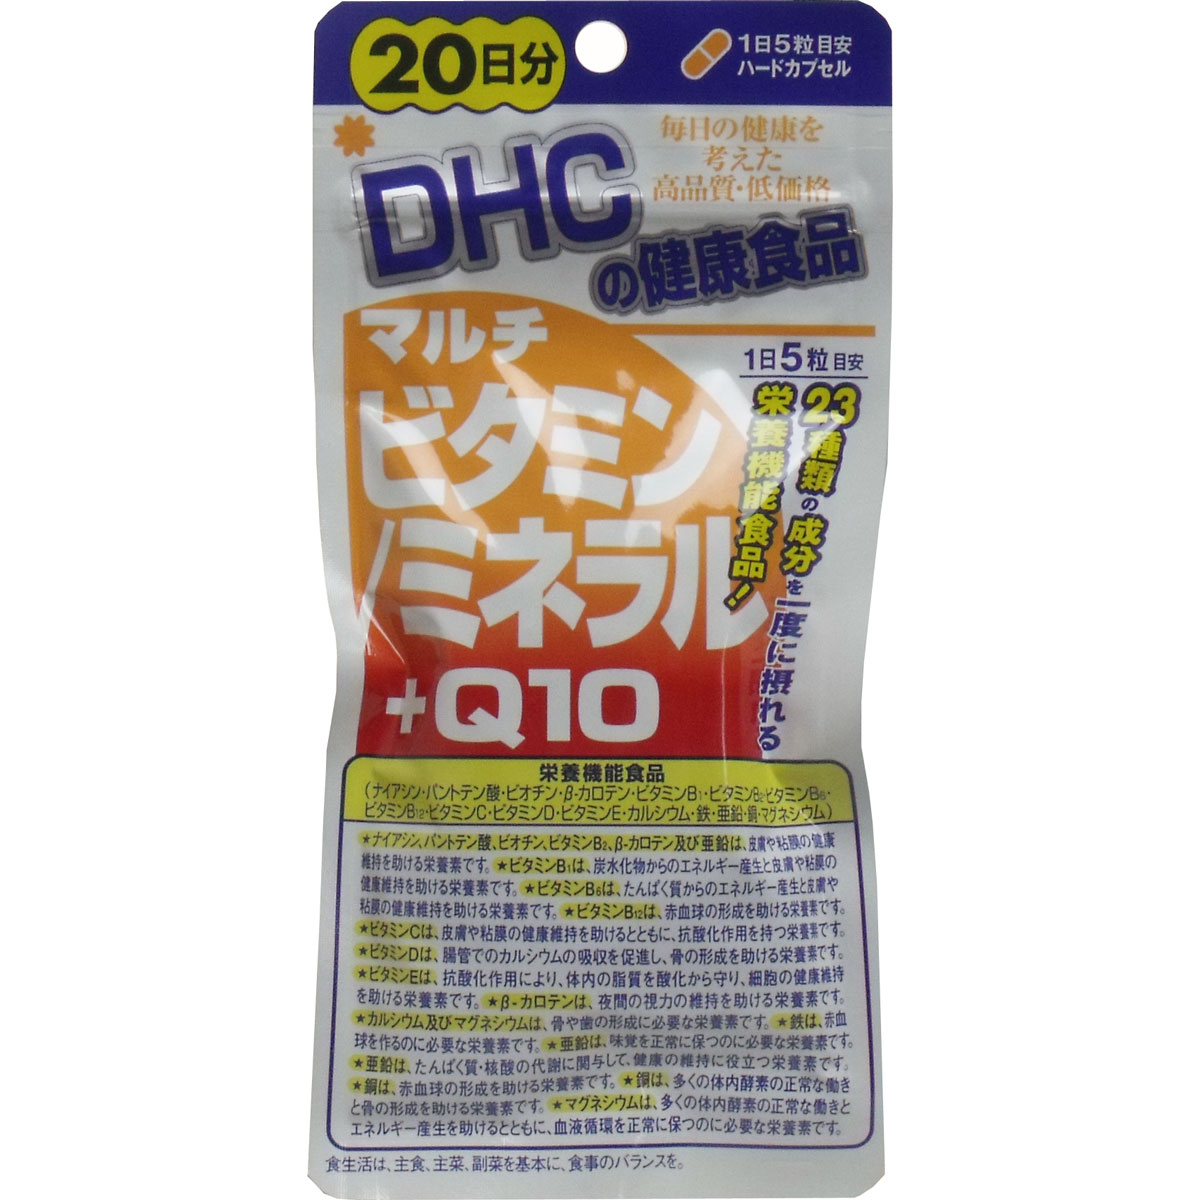 20日分
1日5粒目安
ハードカプセル
毎日の健康を
考えた
高品質・低価格
DHC
の健康食品
マルチ
ビタミン
/ミネラル
+Q10
1日5粒目安
23種類の成分を一度に摂れる
栄養機能食品!
栄養機能食品
(ナイアシン・パントテン酸・ビオチン・β-カロテン・ビタミンB1・ビタミンB2・ビタミンB6・
ビタミンB12・ビタミンC・ビタミンD・ビタミンE・カルシウム・鉄・亜鉛・銅・マグネシウム)
★ナイアシン、パントテン酸、ビオチン、ビタミンB2、β-カロテン及び亜鉛は、皮膚や粘膜の健康
維持を助ける栄養素です。★ビタミンB1は、炭水化物からのエネルギー産生と皮膚や粘膜の
健康維持を助ける栄養素です。★ビタミンB6は、たんぱく質からのエネルギー産生と皮膚や
粘膜の健康維持を助ける栄養素です。★ビタミンB12は、赤血球の形成を助ける栄養素です。
★ビタミンCは、皮膚や粘膜の健康維持を助けるとともに、抗酸化作用を持つ栄養素です。
★ビタミンDは、腸管でのカルシウムの吸収を促進し、骨の形成を助ける栄養素です。
★ビタミンEは、抗酸化作用により、体内の脂質を酸化から守り、細胞の健康維持
を助ける栄養素です。★β-カロテンは、夜間の視力の維持を助ける栄養素です。
★カルシウム及びマグネシウムは、骨や歯の形成に必要な栄養素です。★鉄は、赤血
球を作るのに必要な栄養素です。★亜鉛は、味覚を正常に保つのに必要な栄養素です。
★亜鉛は、たんぱく質・核酸の代謝に関与して、健康の維持に役立つ栄養素です。
★銅は、赤血球の形成を助ける栄養素です。★銅は、多くの体内酵素の正常な働き
と骨の形成を助ける栄養素です。★マグネシウムは、多くの体内酵素の正常な働きと
エネルギー産生を助けるとともに、血液循環を正常に保つのに必要な栄養素です。
食生活は、主食、主菜、副菜を基本に、食事のバランスを。